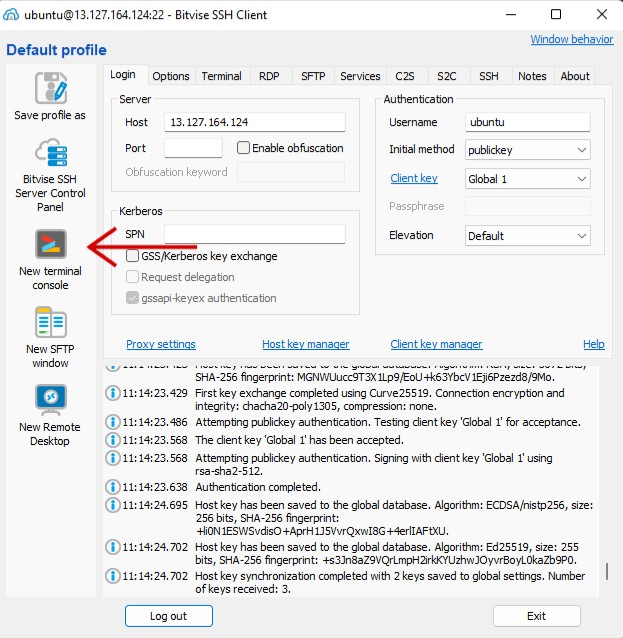 ubuntu@13.127.164.124:22 - Bitvise SSH Client
Default profile
Window behavior
Save profile as
Bitvise SSH
Server Control
Panel
New terminal
console
New SFTP
window
New Remote
Desktop
Login Options Terminal RDP SFTP Services C2S S2C SSH Notes About
Server
Host 13.127.164.124
Port Enable obfuscation
Obfuscation keyword
Kerberos
SPN
GSS/Kerberos key exchange
Request delegation
gssapi-keyex authentication
Authentication
Username ubuntu
Initial method publickey
Client key Global 1
Passphrase
Elevation Default
Proxy settings Host key manager Client key manager Help
11:14:23.425 Host key has been saved to the global database. Algorithm: RSA, size: 3072 bits,
SHA-256 fingerprint: MGNWUucc9T3X1Lp9/EoU+k63YbcV1Eji6Pzezd8/9Mo.
11:14:23.429 First key exchange completed using Curve25519. Connection encryption and
integrity: chacha20-poly1305, compression: none.
11:14:23.486 Attempting publickey authentication. Testing client key 'Global 1' for acceptance.
11:14:23.568 The client key 'Global 1' has been accepted.
11:14:23.568 Attempting publickey authentication. Signing with client key 'Global 1' using
rsa-sha2-512.
11:14:23.638 Authentication completed.
11:14:24.695 Host key has been saved to the global database. Algorithm: ECDSA/nistp256, size:
256 bits, SHA-256 fingerprint:
+li0N1ESWSvdisO+AprH1J5VvrQxwI8G+4erlIAFtXU.
11:14:24.702 Host key has been saved to the global database. Algorithm: Ed25519, size: 255
bits, SHA-256 fingerprint: +s3Jn8aZ9VQrLmpH2irkKYUzhwJOyvrBoyL0kaZb9P0.
11:14:24.702 Host key synchronization completed with 2 keys saved to global settings. Number
of keys received: 3.
Log out Exit